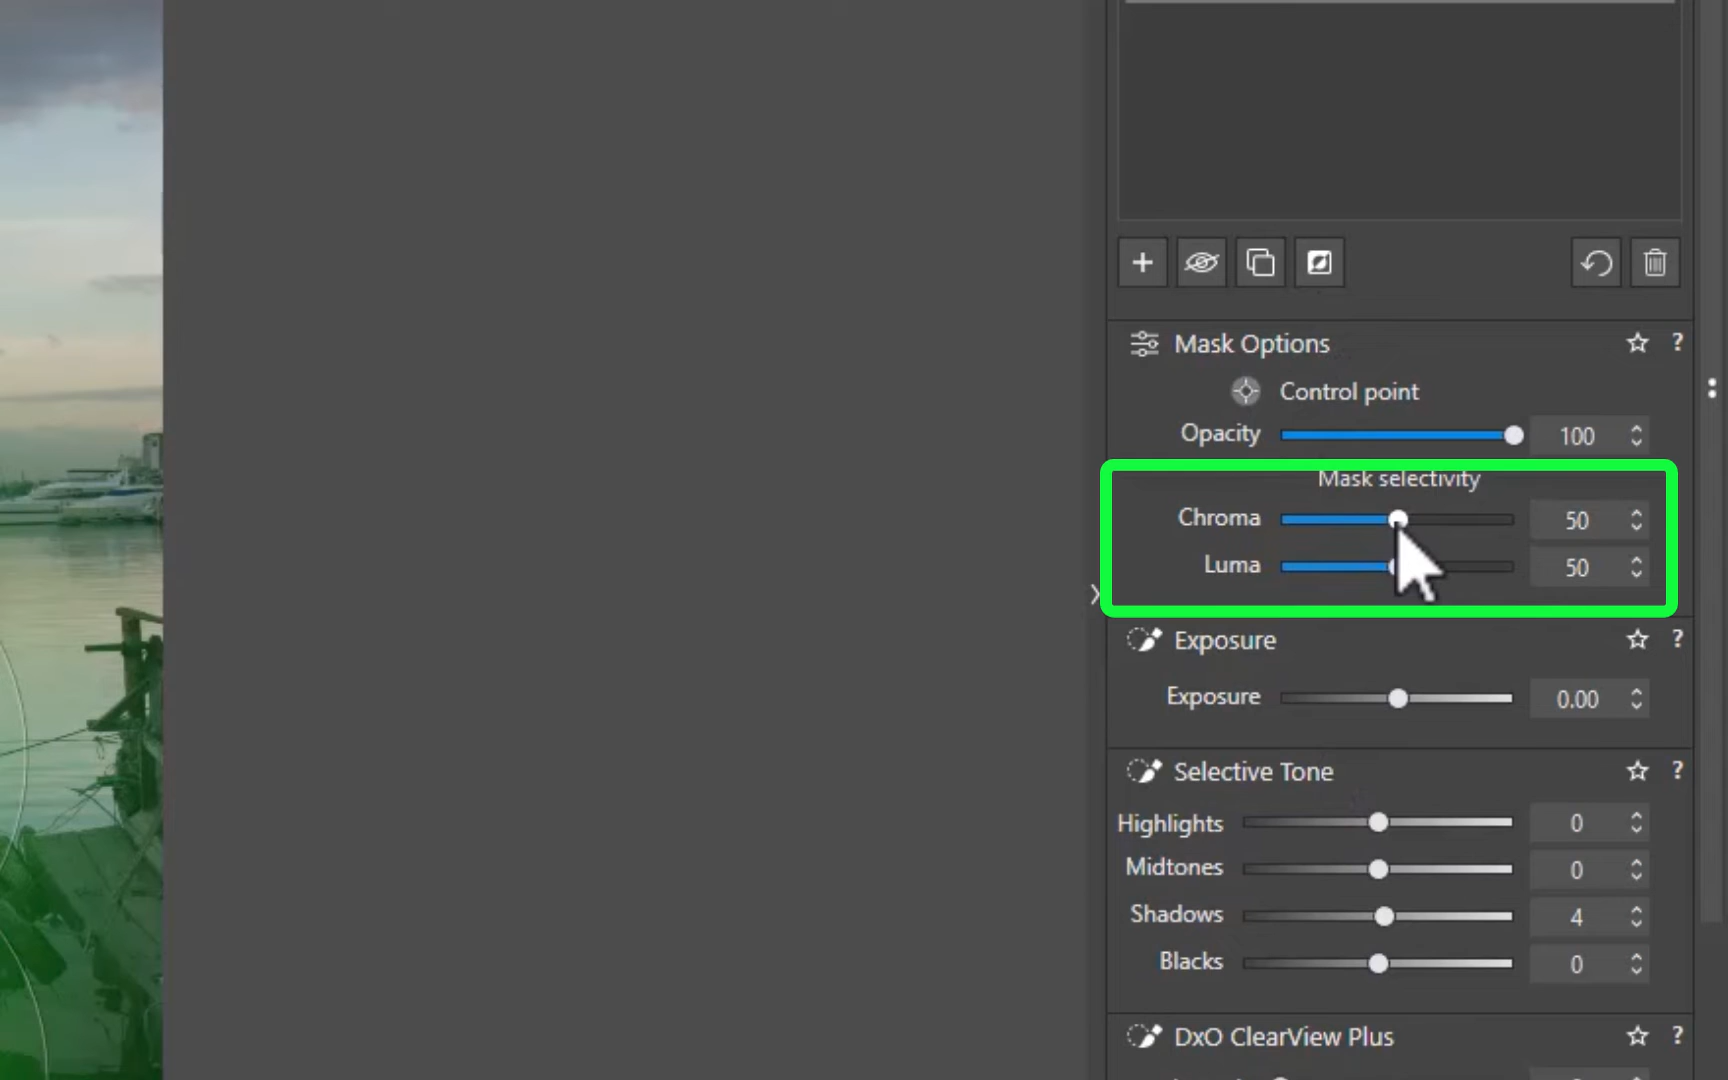 Mask Options ?
Control point
Opacity 100
Mask selectivity
Chroma 50
Luma 50
Exposure ?
Exposure 0.00
Selective Tone ?
Highlights 0
Midtones 0
Shadows 4
Blacks 0
DxO ClearView Plus ?